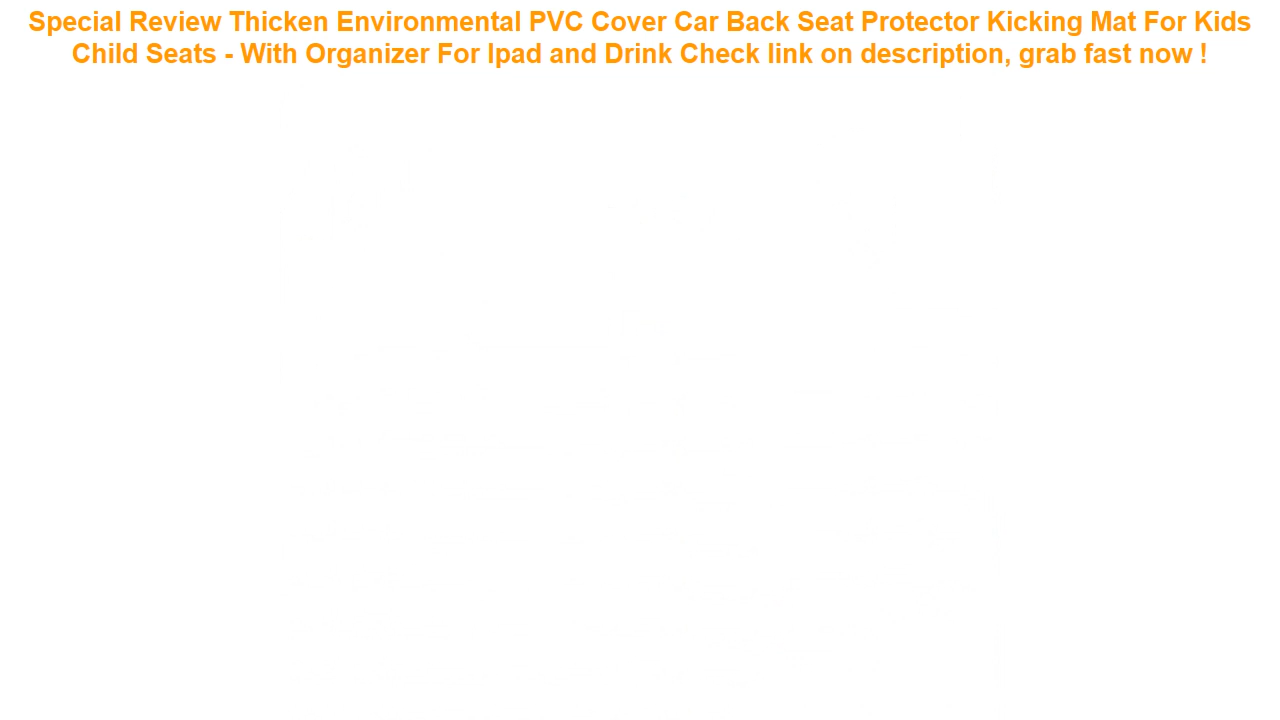 Special Review Thicken Environmental PVC Cover Car Back Seat Protector Kicking Mat For Kids
Child Seats - With Organizer For Ipad and Drink Check link on description, grab fast now !